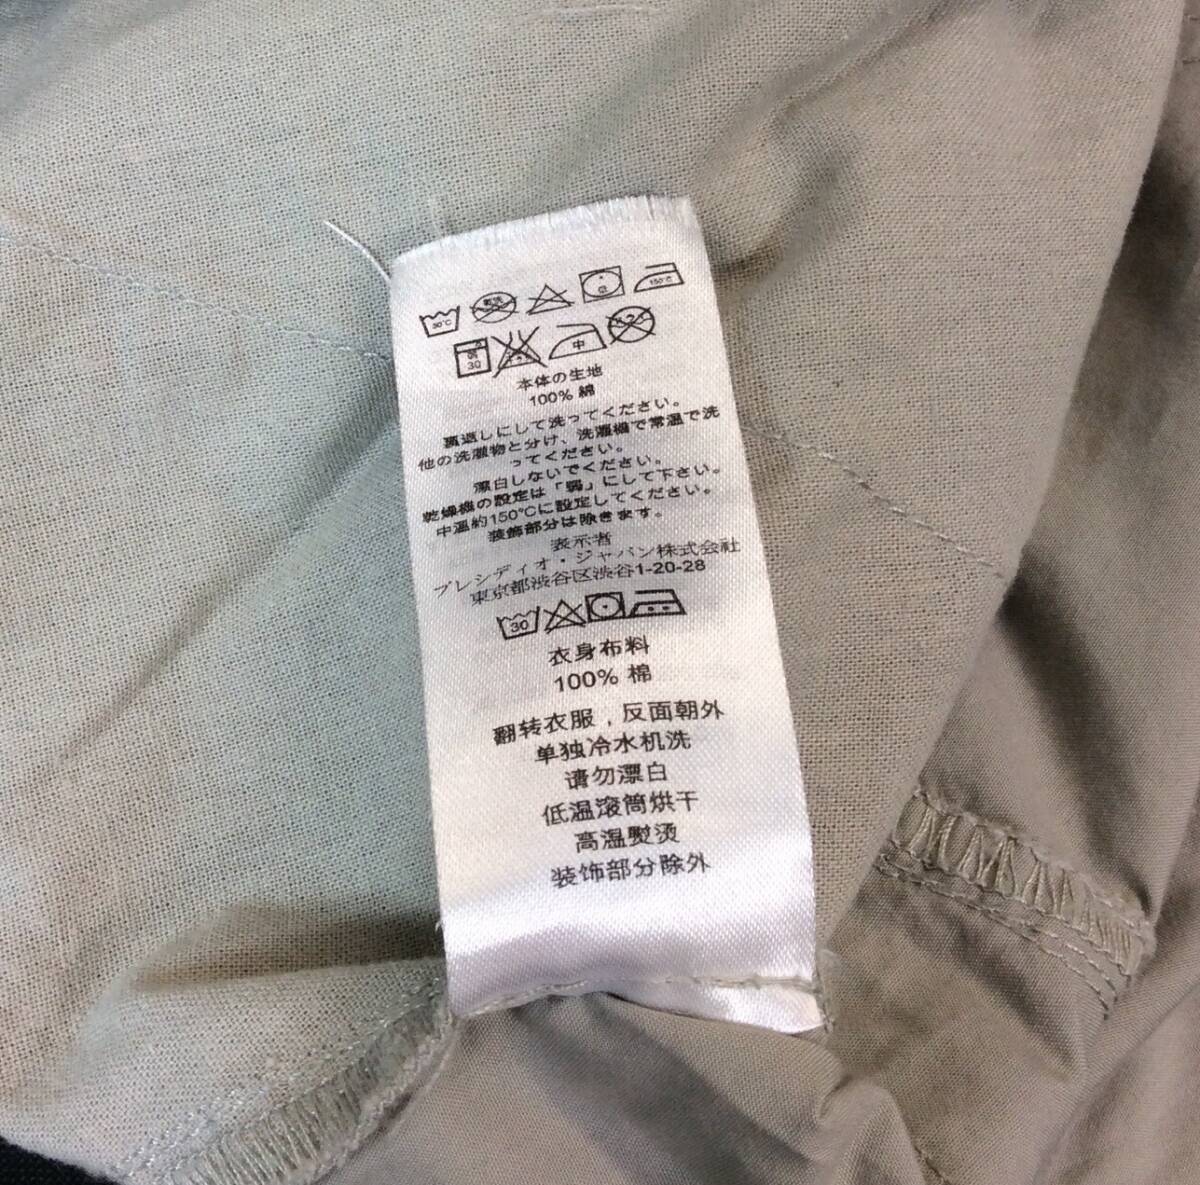 30°C 150°C
30 中
本体の生地
100% 綿
裏返しにして洗ってください。
他の洗濯物と分け、洗濯機で常温で洗
ってください。
漂白しないでください。
乾燥機の設定は「弱」にして下さい。
中温約150℃に設定してください。
装飾部分は除きます。
表示者
プレシディオ・ジャパン株式会社
東京都渋谷区渋谷1-20-28
30
衣身布料
100% 棉
翻转衣服，反面朝外
单独冷水机洗
请勿漂白
低温滚筒烘干
高温熨烫
装饰部分除外